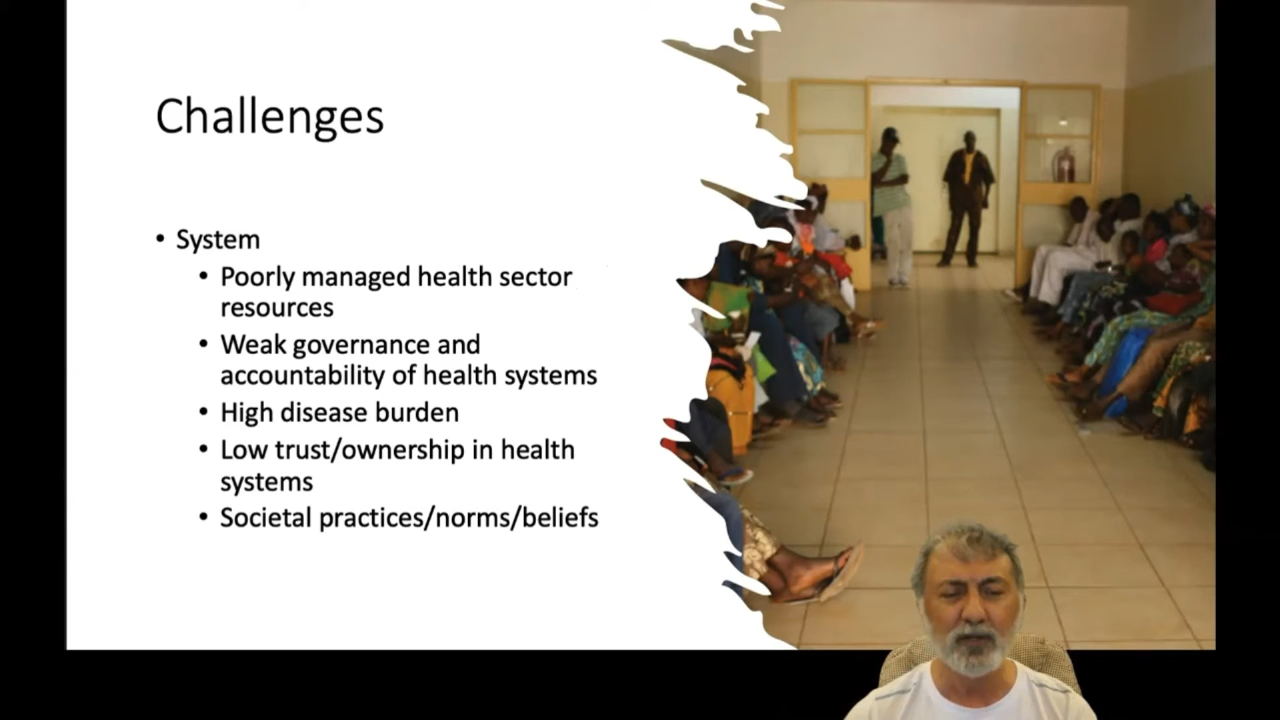 Challenges
• System
• Poorly managed health sector
resources
• Weak governance and
accountability of health systems
• High disease burden
• Low trust/ownership in health
systems
• Societal practices/norms/beliefs